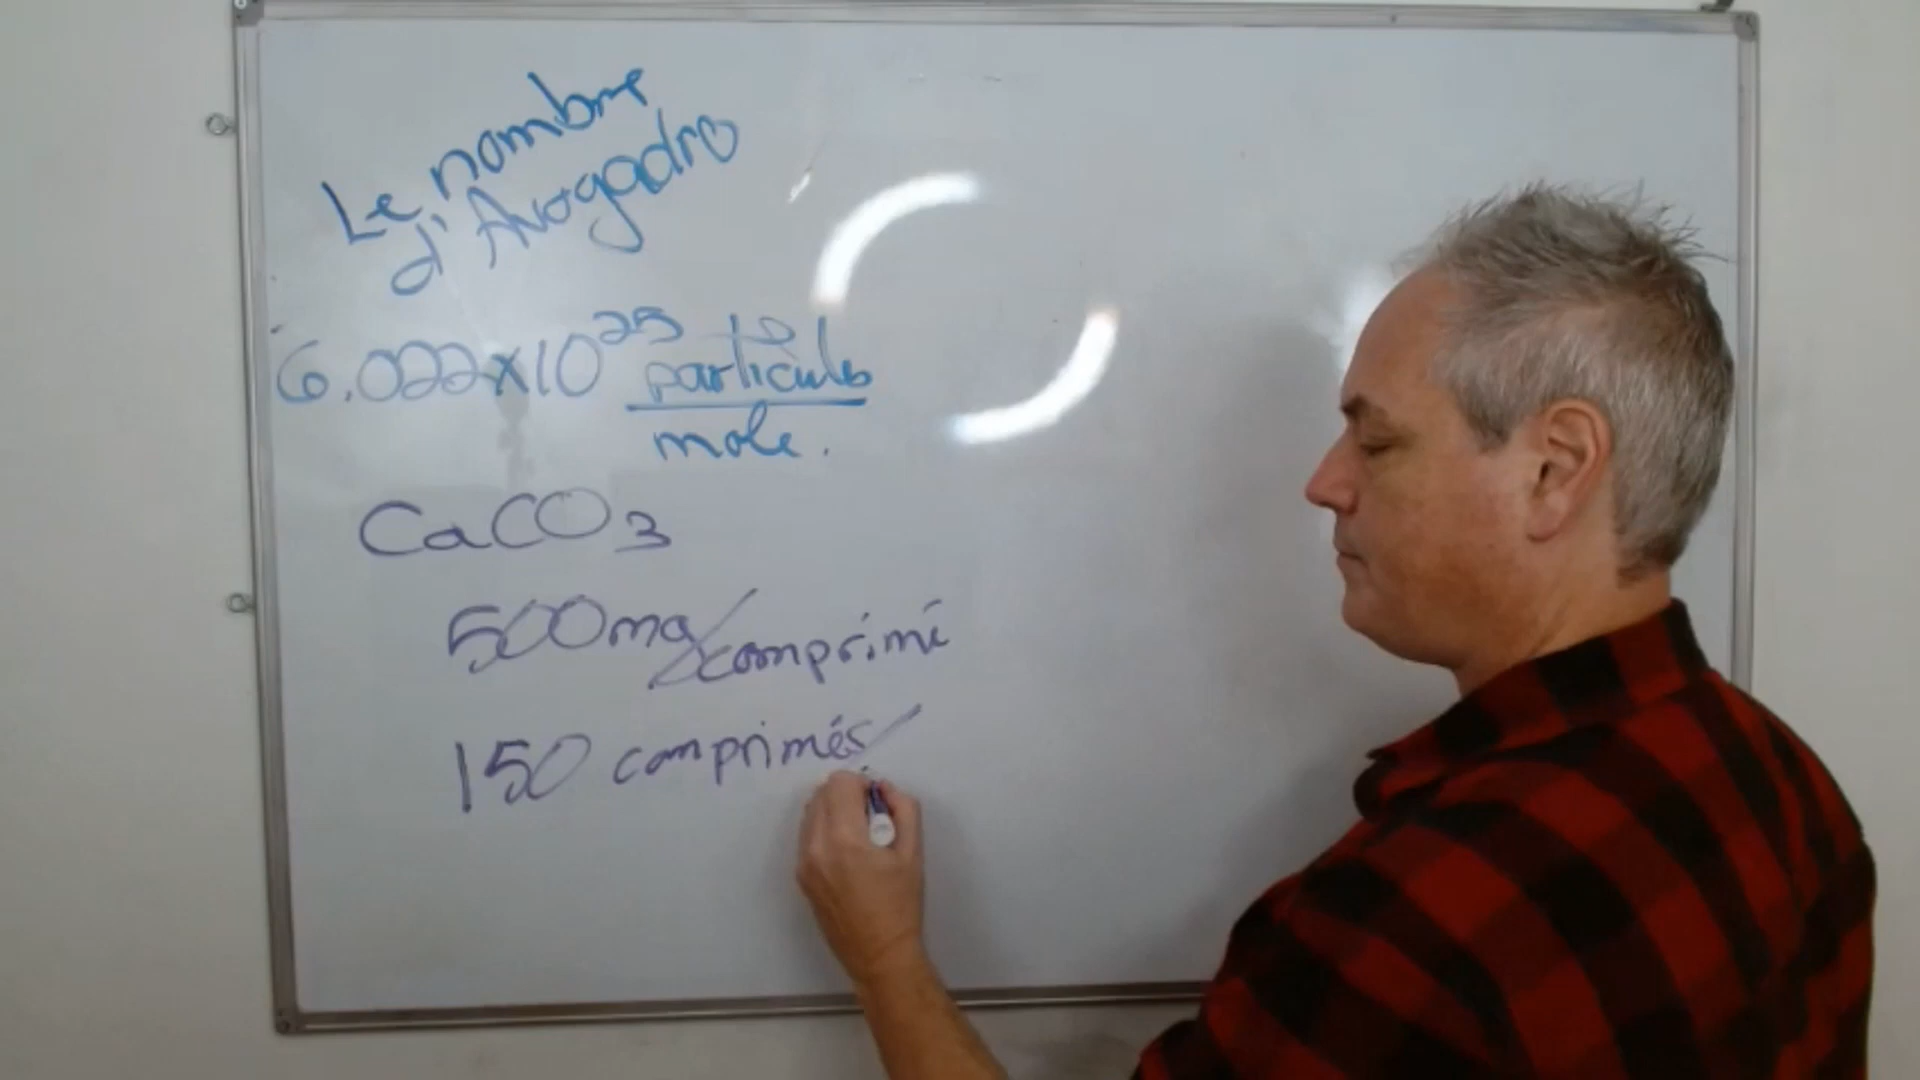 Le nombre
d'Avogadro
6.022x10²³ particules
mole.
CaCO₃
500mg/comprimé
150 comprimés/